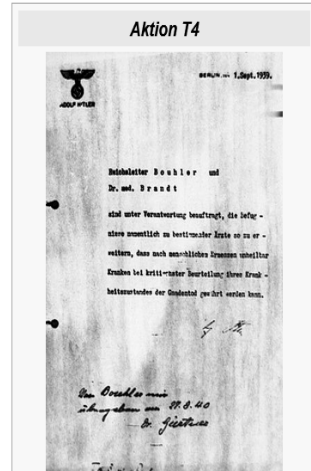 Aktion T4
ADOLF HITLER
BERLIN, den 1.Sept.1939.
Reichsleiter Bouhler und
Dr. med. Brandt
sind unter Verantwortung beauftragt, die Befug -
nisse namentlich zu bestimmender Ärzte so zu er -
weitern, dass nach menschlichem Ermessen unheilbar
Kranken bei kritischster Beurteilung ihres Krank -
heitszustandes der Gnadentod gewährt werden kann.
Von Bouhler mir
übergeben am 27.8.40
Dr. Gürtner